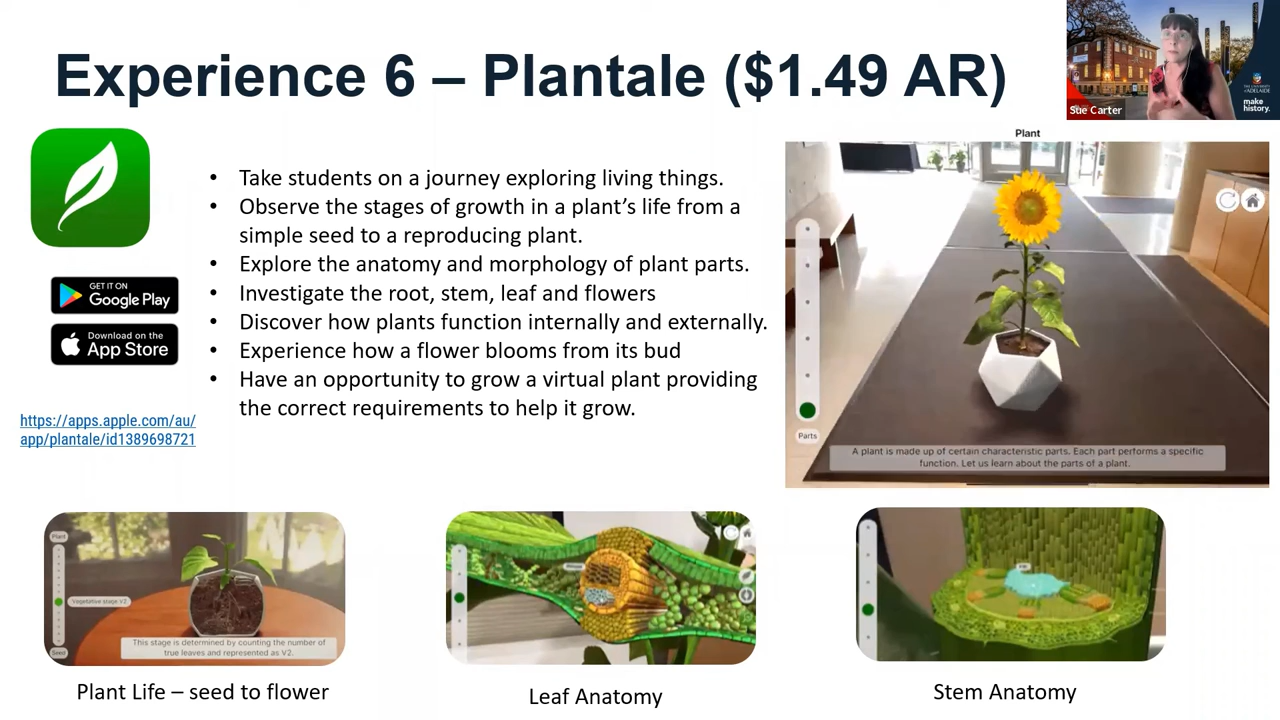 Experience 6 – Plantale ($1.49 AR)
Sue Carter
THE UNIVERSITY
of ADELAIDE
make
history.
GET IT ON
Google Play
Download on the
App Store
https://apps.apple.com/au/
app/plantale/id1389698721
• Take students on a journey exploring living things.
• Observe the stages of growth in a plant’s life from a
simple seed to a reproducing plant.
• Explore the anatomy and morphology of plant parts.
• Investigate the root, stem, leaf and flowers
• Discover how plants function internally and externally.
• Experience how a flower blooms from its bud
• Have an opportunity to grow a virtual plant providing
the correct requirements to help it grow.
Plant
Parts
A plant is made up of certain characteristic parts. Each part performs a specific
function. Let us learn about the parts of a plant.
Plant
Vegetative stage V2
This stage is determined by counting the number of
true leaves and represented as V2.
Seed
Plant Life – seed to flower
Leaf Anatomy
Stem Anatomy